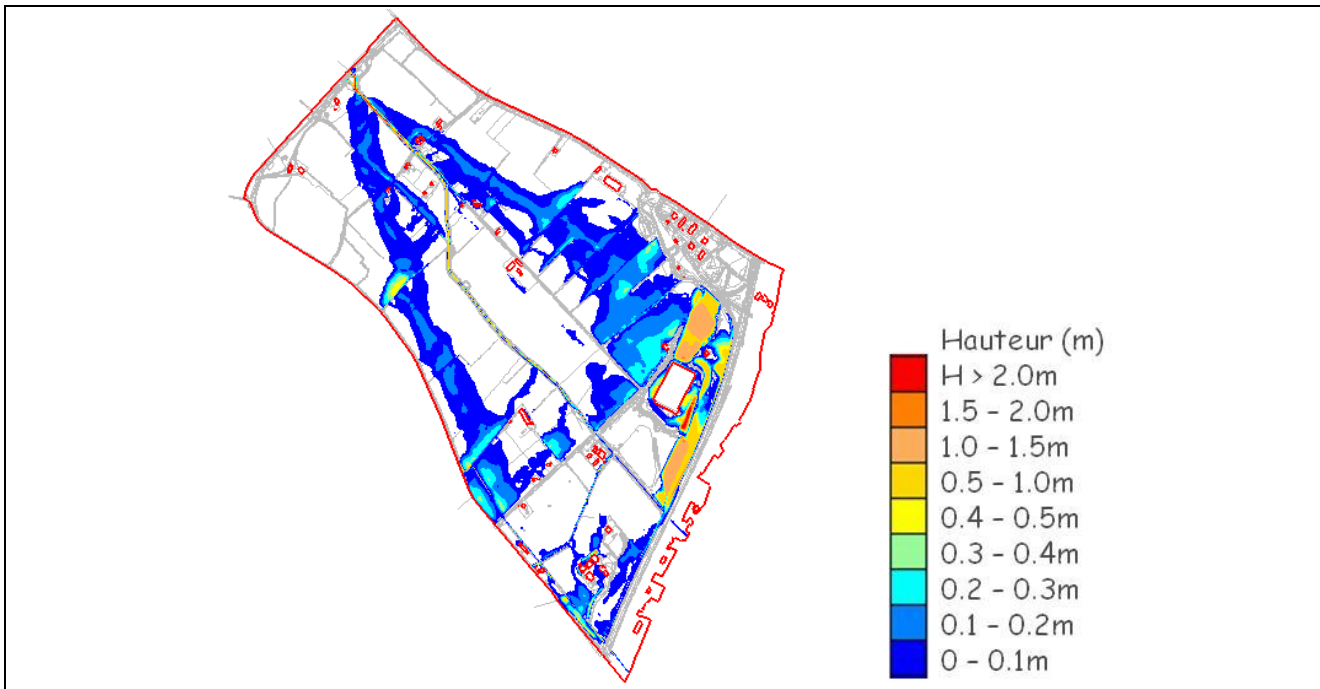 Hauteur (m)
H > 2.0m
1.5 - 2.0m
1.0 - 1.5m
0.5 - 1.0m
0.4 - 0.5m
0.3 - 0.4m
0.2 - 0.3m
0.1 - 0.2m
0 - 0.1m